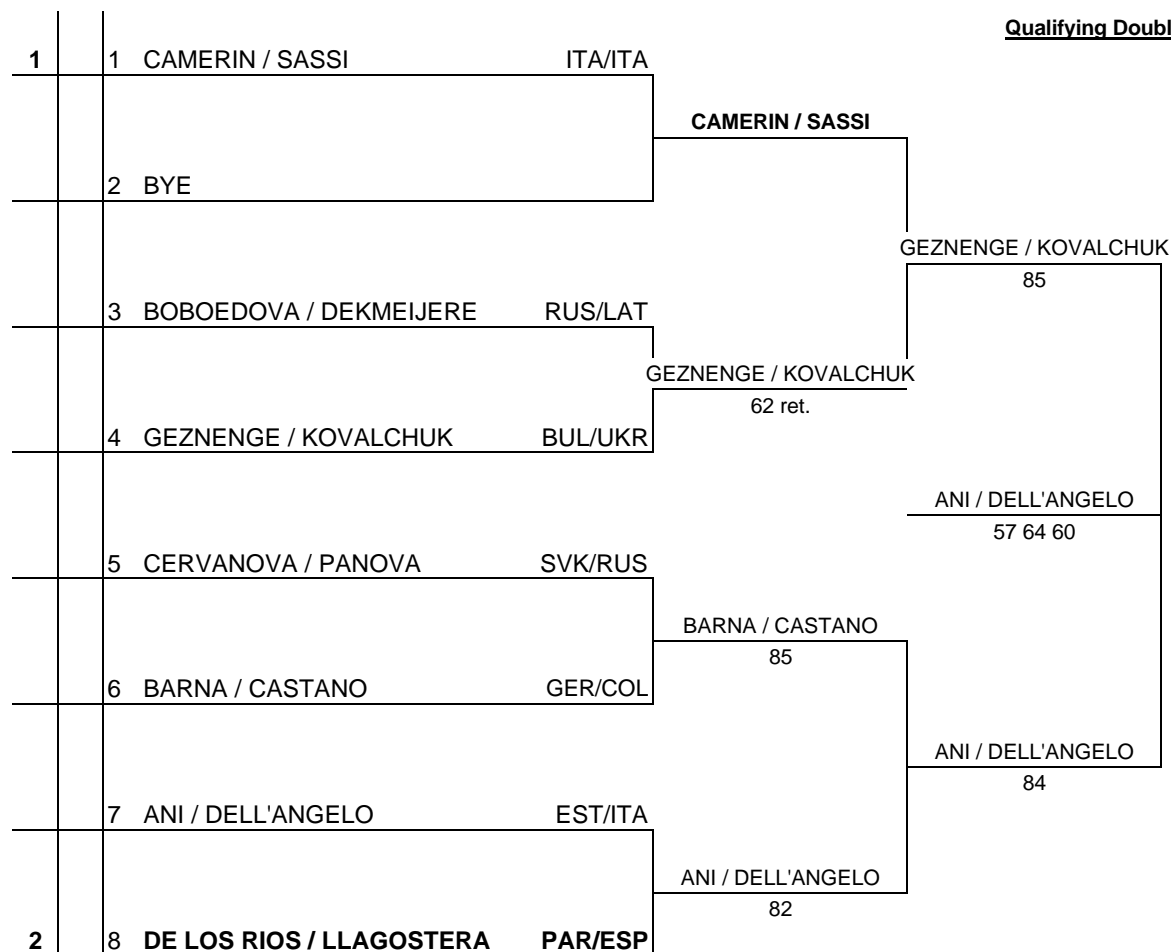 Qualifying Doubl
1 1 CAMERIN / SASSI ITA/ITA
CAMERIN / SASSI
2 BYE
GEZNENGE / KOVALCHUK
85
3 BOBOEDOVA / DEKMEIJERE RUS/LAT
GEZNENGE / KOVALCHUK
62 ret.
4 GEZNENGE / KOVALCHUK BUL/UKR
ANI / DELL'ANGELO
57 64 60
5 CERVANOVA / PANOVA SVK/RUS
BARNA / CASTANO
85
6 BARNA / CASTANO GER/COL
ANI / DELL'ANGELO
84
7 ANI / DELL'ANGELO EST/ITA
ANI / DELL'ANGELO
82
2 8 DE LOS RIOS / LLAGOSTERA PAR/ESP